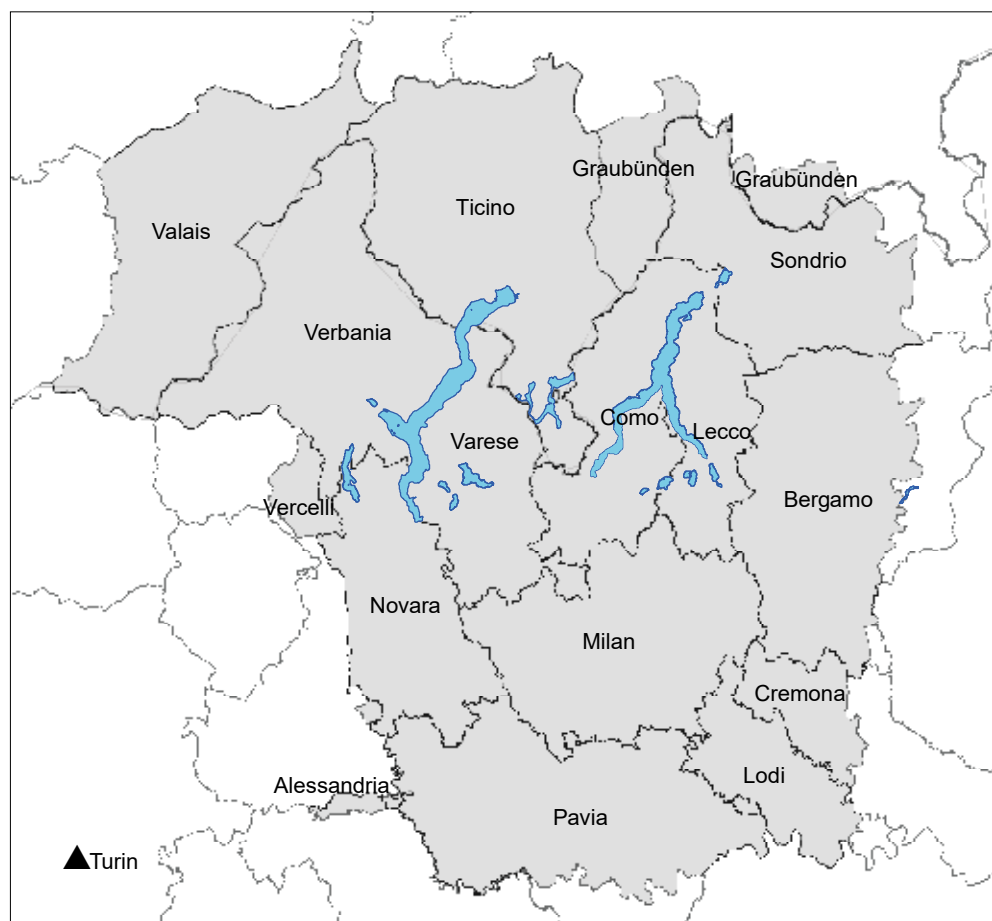 Graubünden
Graubünden
Ticino
Valais
Sondrio
Verbania
Como
Lecco
Varese
Bergamo
Vercelli
Novara
Milan
Cremona
Lodi
Alessandria
Pavia
Turin